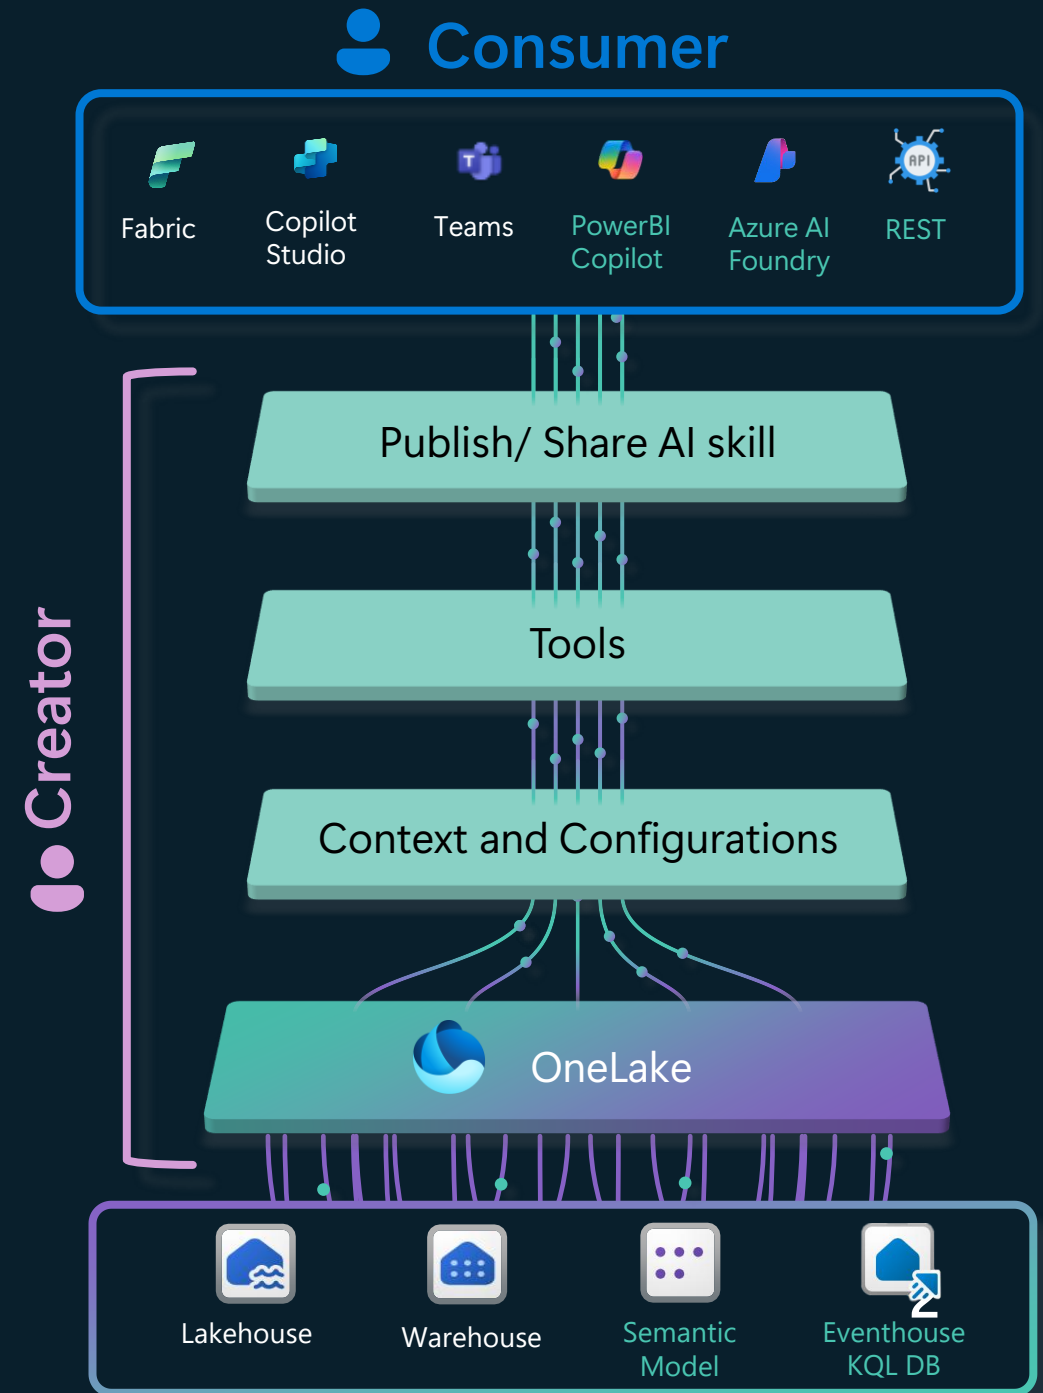 Consumer
Fabric
Copilot
Studio
T
Teams
PowerBI
Copilot
Azure AI
Foundry
API
REST
Publish/ Share AI skill
Tools
Creator
Context and Configurations
OneLake
Lakehouse
Warehouse
Semantic
Model
2
Eventhouse
KQL DB